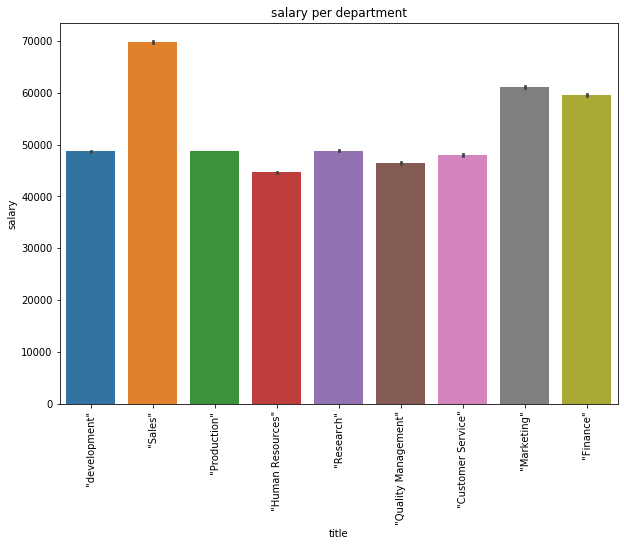 salary per department
salary
70000
60000
50000
40000
30000
20000
10000
0
"development"
"Sales"
"Production"
"Human Resources"
"Research"
"Quality Management"
"Customer Service"
"Marketing"
"Finance"
title